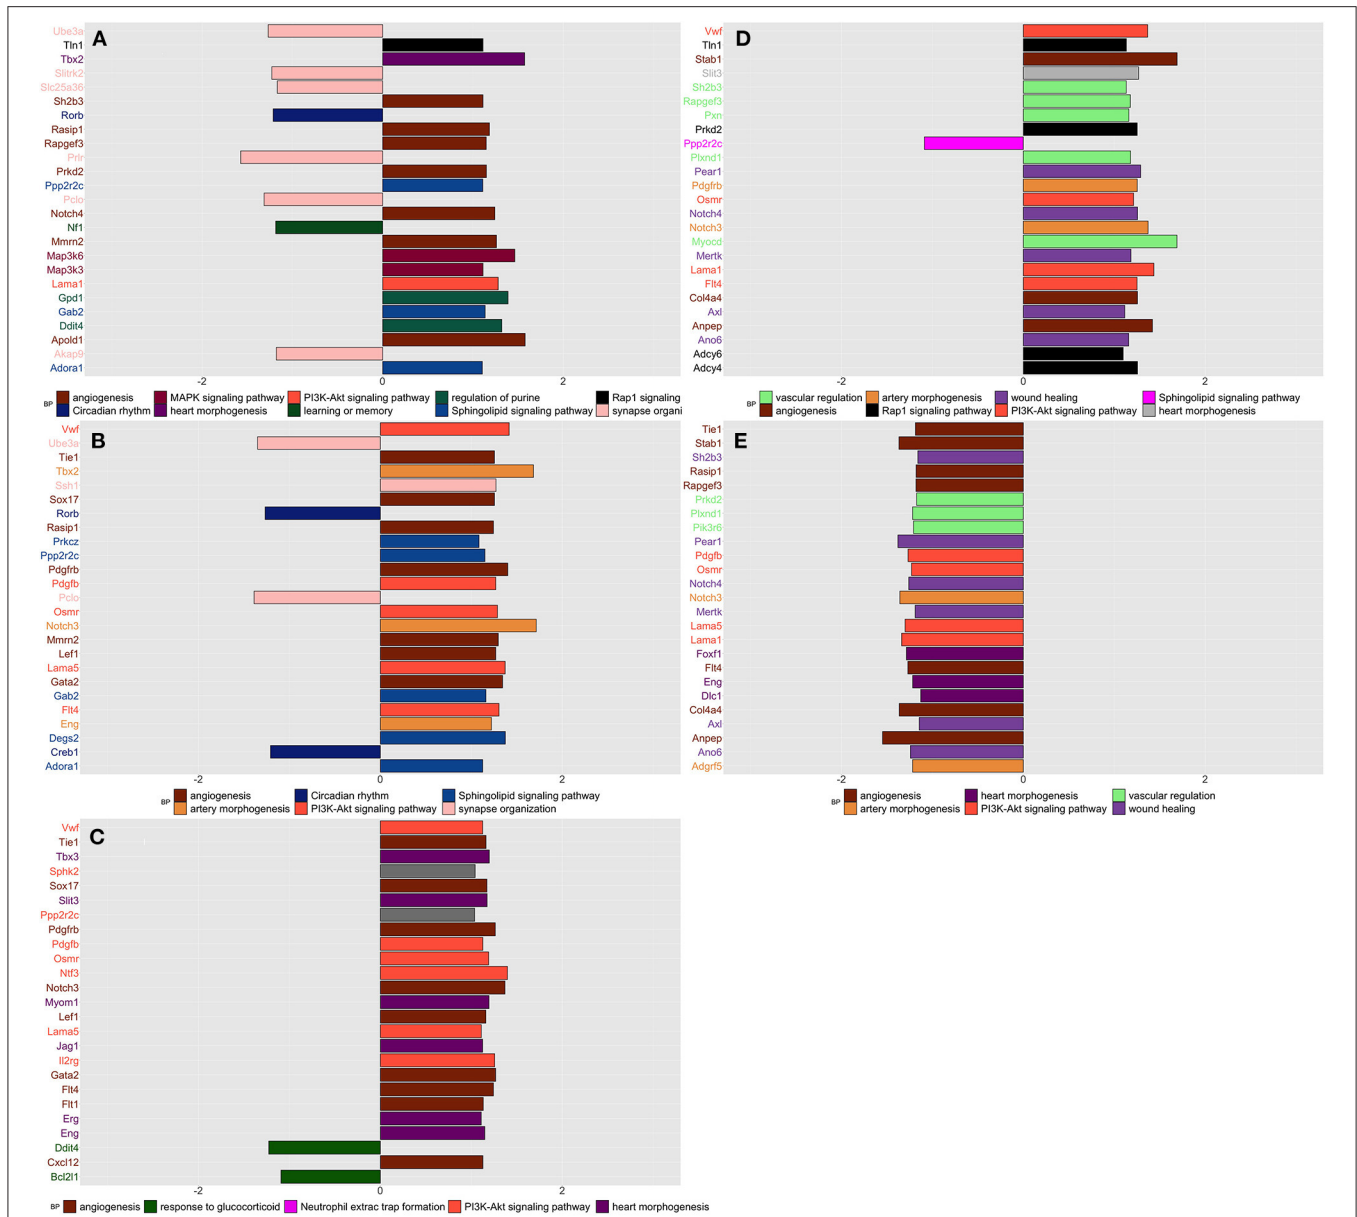 A
Ube3a
Tln1
Tbx2
Slitrk2
Slc25a36
Sh2b3
Rorb
Rasip1
Rapgef3
Prlr
Prkd2
Ppp2r2c
Pclo
Notch4
Nf1
Mmrn2
Map3k6
Map3k3
Lama1
Gpd1
Gab2
Ddit4
Apold1
Akap9
Adora1
-2 0 2
BP angiogenesis MAPK signaling pathway PI3K-Akt signaling pathway regulation of purine Rap1 signaling
Circadian rhythm heart morphogenesis learning or memory Sphingolipid signaling pathway synapse organi
B
Vwf
Ube3a
Tie1
Tbx2
Ssh1
Sox17
Rorb
Rasip1
Prkcz
Ppp2r2c
Pdgfrb
Pdgfb
Pclo
Osmr
Notch3
Mmrn2
Lef1
Lama5
Gata2
Gab2
Flt4
Eng
Degs2
Creb1
Adora1
-2 0 2
BP angiogenesis Circadian rhythm Sphingolipid signaling pathway
artery morphogenesis PI3K-Akt signaling pathway synapse organization
C
Vwf
Tie1
Tbx3
Sphk2
Sox17
Slit3
Ppp2r2c
Pdgfrb
Pdgfb
Osmr
Ntf3
Notch3
Myom1
Lef1
Lama5
Jag1
Il2rg
Gata2
Flt4
Flt1
Erg
Eng
Ddit4
Cxcl12
Bcl2l1
-2 0 2
BP angiogenesis response to glucocorticoid Neutrophil extrac trap formation PI3K-Akt signaling pathway heart morphogenesis
D
Vwf
Tln1
Stab1
Slit3
Sh2b3
Rapgef3
Pxn
Prkd2
Ppp2r2c
Plxnd1
Pear1
Pdgfrb
Osmr
Notch4
Notch3
Myocd
Mertk
Lama1
Flt4
Col4a4
Axl
Anpep
Ano6
Adcy6
Adcy4
-2 0 2
BP vascular regulation artery morphogenesis wound healing Sphingolipid signaling pathway
angiogenesis Rap1 signaling pathway PI3K-Akt signaling pathway heart morphogenesis
E
Tie1
Stab1
Sh2b3
Rasip1
Rapgef3
Prkd2
Plxnd1
Pik3r6
Pear1
Pdgfb
Osmr
Notch4
Notch3
Mertk
Lama5
Lama1
Foxf1
Flt4
Eng
Dlc1
Col4a4
Axl
Anpep
Ano6
Adgrf5
-2 0 2
BP angiogenesis heart morphogenesis vascular regulation
artery morphogenesis PI3K-Akt signaling pathway wound healing